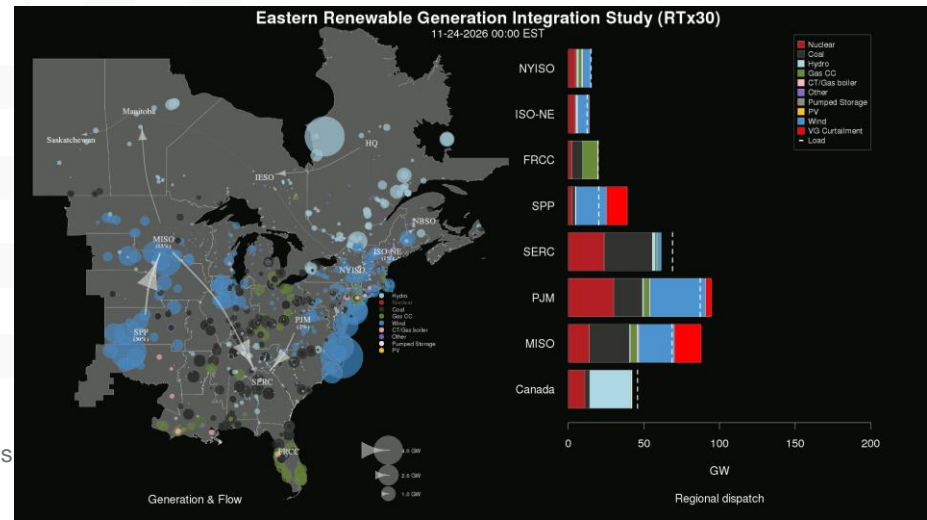 Eastern Renewable Generation Integration Study (RTx30)
11-24-2026 00:00 EST
Manitoba
Saskatchewan
HQ
IESO
NBSO
MISO
ISO-NE
NYISO
SPP
PJM
SERC
FRCC
Hydro
Nuclear
Coal
Gas CC
Wind
CT/Gas boiler
Other
Pumped Storage
PV
4.0 GW
2.0 GW
1.0 GW
Generation & Flow
NYISO
ISO-NE
FRCC
SPP
SERC
PJM
MISO
Canada
0 50 100 150 200
GW
Regional dispatch
Nuclear
Coal
Hydro
Gas CC
CT/Gas boiler
Other
Pumped Storage
PV
Wind
VG Curtailment
Load
s